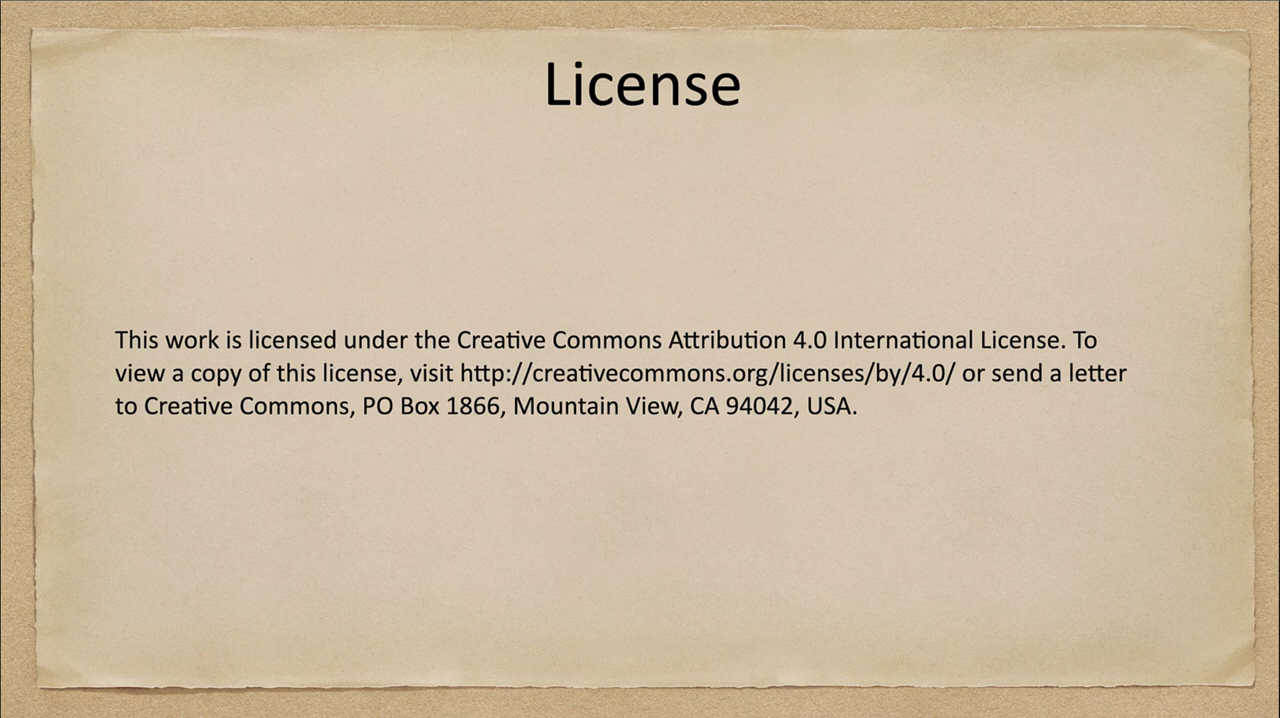 License
This work is licensed under the Creative Commons Attribution 4.0 International License. To
view a copy of this license, visit http://creativecommons.org/licenses/by/4.0/ or send a letter
to Creative Commons, PO Box 1866, Mountain View, CA 94042, USA.